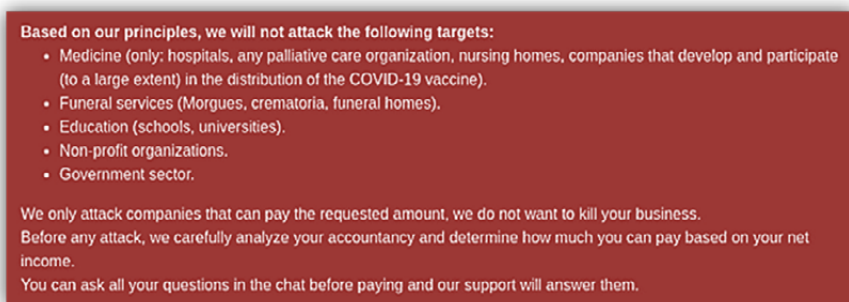 Based on our principles, we will not attack the following targets:
• Medicine (only: hospitals, any palliative care organization, nursing homes, companies that develop and participate
(to a large extent) in the distribution of the COVID-19 vaccine).
• Funeral services (Morgues, crematoria, funeral homes).
• Education (schools, universities).
• Non-profit organizations.
• Government sector.
We only attack companies that can pay the requested amount, we do not want to kill your business.
Before any attack, we carefully analyze your accountancy and determine how much you can pay based on your net
income.
You can ask all your questions in the chat before paying and our support will answer them.